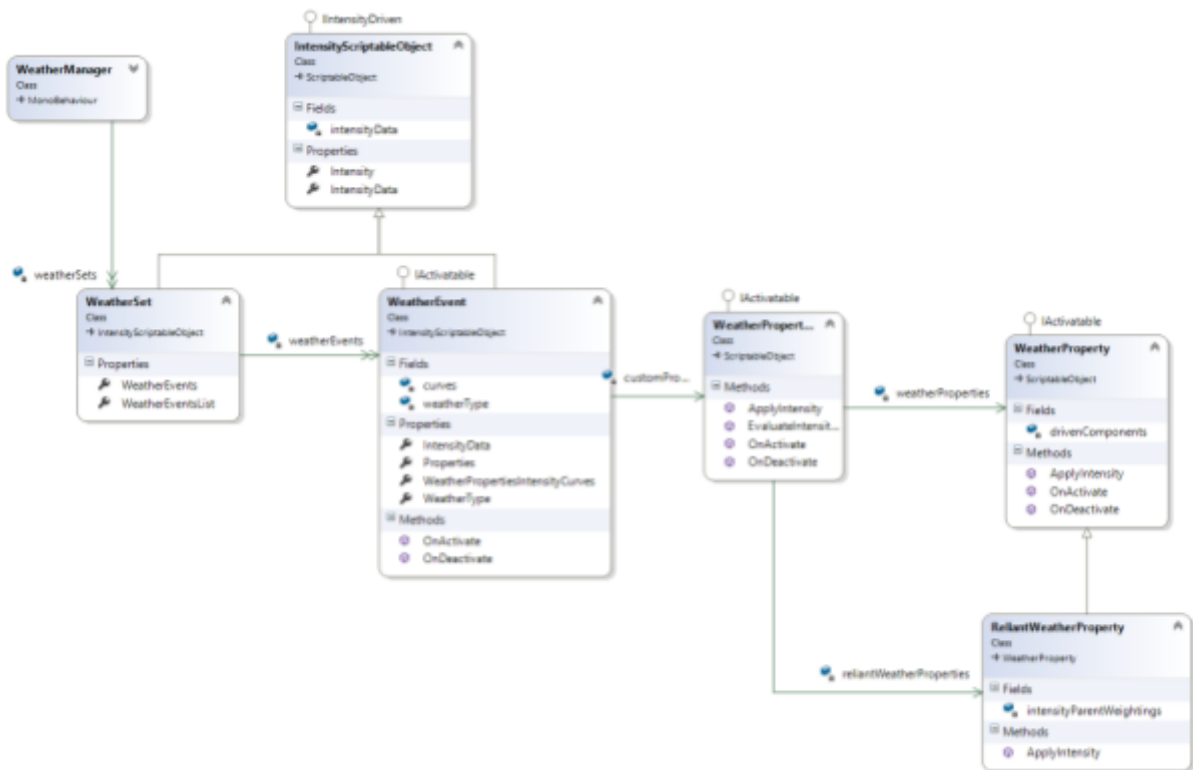 IIntensityDriven
IntensityScriptableObject
Class
ScriptableObject
Fields
intensityData
Properties
Intensity
IntensityData
WeatherManager
Class
MonoBehaviour
weatherSets
WeatherSet
Class
IntensityScriptableObject
Properties
WeatherEvents
WeatherEventsList
weatherEvents
IActivatable
WeatherEvent
Class
IntensityScriptableObject
Fields
curves
weatherType
Properties
IntensityData
Properties
WeatherPropertiesIntensityCurves
WeatherType
Methods
OnActivate
OnDeactivate
customPro...
IActivatable
WeatherPropert...
Class
ScriptableObject
Methods
ApplyIntensity
EvaluateIntensit...
OnActivate
OnDeactivate
weatherProperties
IActivatable
WeatherProperty
Class
ScriptableObject
Fields
drivenComponents
Methods
ApplyIntensity
OnActivate
OnDeactivate
reliantWeatherProperties
ReliantWeatherProperty
Class
WeatherProperty
Fields
intensityParentWeightings
Methods
ApplyIntensity